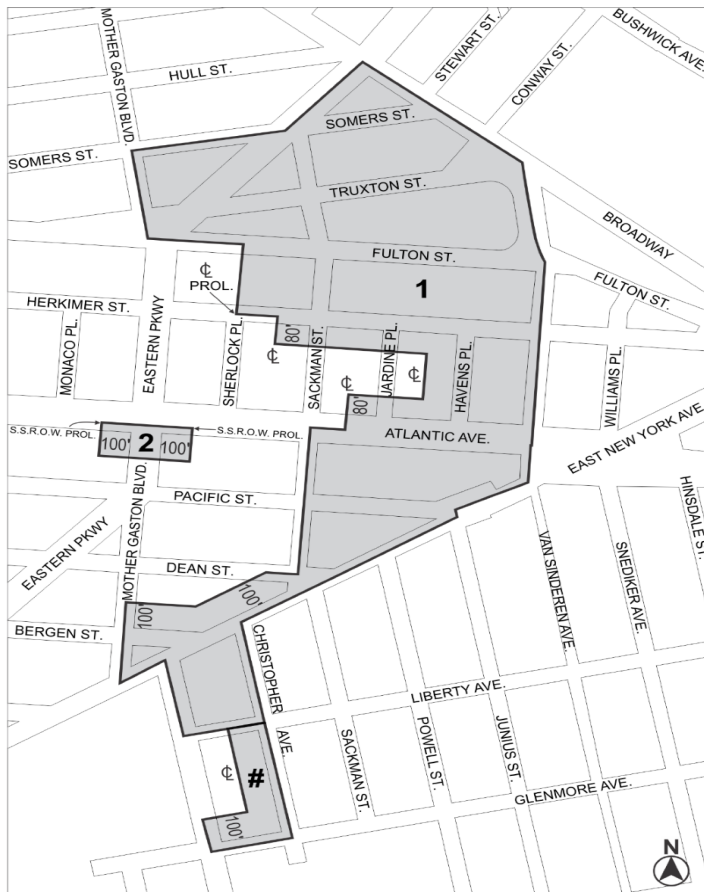 MOTHER GASTON BLVD.
HULL ST.
STEWART ST.
CONWAY ST.
BUSHWICK AVE.
SOMERS ST.
SOMERS ST.
TRUXTON ST.
BROADWAY
FULTON ST.
FULTON ST.
℄
PROL.
1
HERKIMER ST.
MONACO PL.
EASTERN PKWY
SHERLOCK PL.
℄
80'
SACKMAN ST.
℄
JARDINE PL.
℄
HAVENS PL.
WILLIAMS PL.
80'
ATLANTIC AVE.
EAST NEW YORK AVE.
S.S.R.O.W. PROL.
100'
2
100'
S.S.R.O.W. PROL.
MOTHER GASTON BLVD.
PACIFIC ST.
EASTERN PKWY
DEAN ST.
100'
100'
BERGEN ST.
CHRISTOPHER AVE.
VAN SINDEREN AVE.
SNEDIKER AVE.
HINSDALE ST.
LIBERTY AVE.
SACKMAN ST.
POWELL ST.
JUNIUS ST.
℄
#
100'
GLENMORE AVE.
N